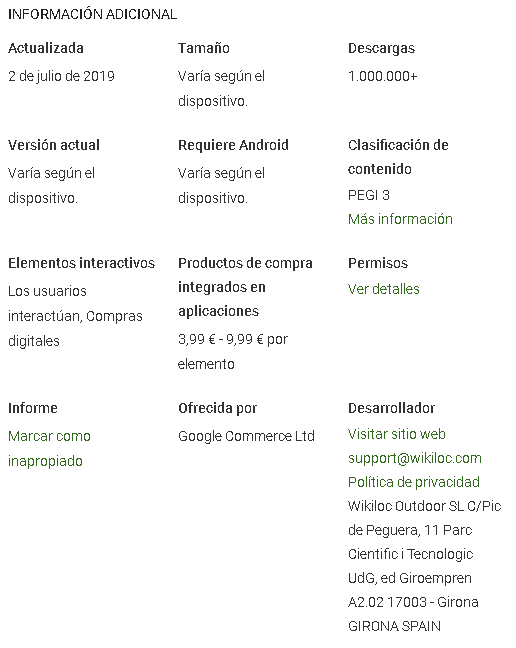 INFORMACIÓN ADICIONAL
Actualizada
2 de julio de 2019
Tamaño
Varía según el
dispositivo.
Descargas
1.000.000+
Versión actual
Varía según el
dispositivo.
Requiere Android
Varía según el
dispositivo.
Clasificación de
contenido
PEGI 3
Más información
Elementos interactivos
Los usuarios
interactúan, Compras
digitales
Productos de compra
integrados en
aplicaciones
3,99 € - 9,99 € por
elemento
Permisos
Ver detalles
Informe
Marcar como
inapropiado
Ofrecida por
Google Commerce Ltd
Desarrollador
Visitar sitio web
support@wikiloc.com
Política de privacidad
Wikiloc Outdoor SL C/Pic
de Peguera, 11 Parc
Cientific i Tecnologic
UdG, ed Giroempren
A2.02 17003 - Girona
GIRONA SPAIN